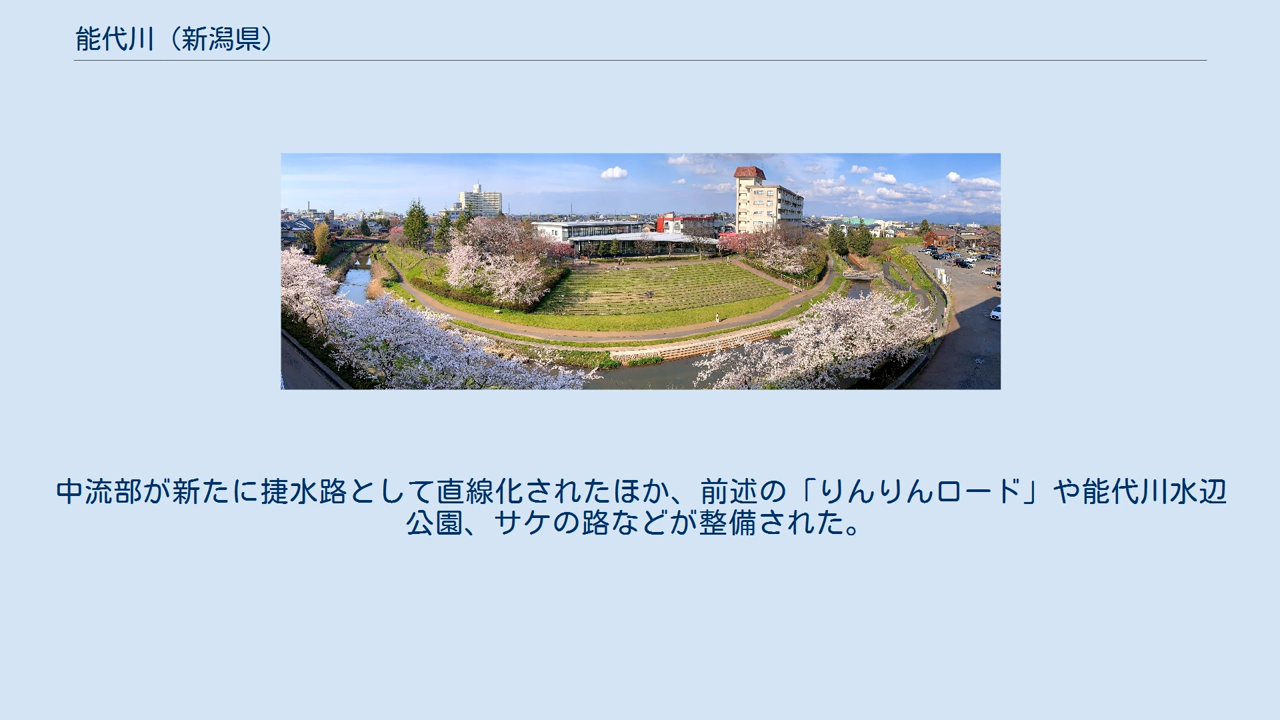 能代川（新潟県）
中流部が新たに捷水路として直線化されたほか、前述の「りんりんロード」や能代川水辺
公園、サケの路などが整備された。